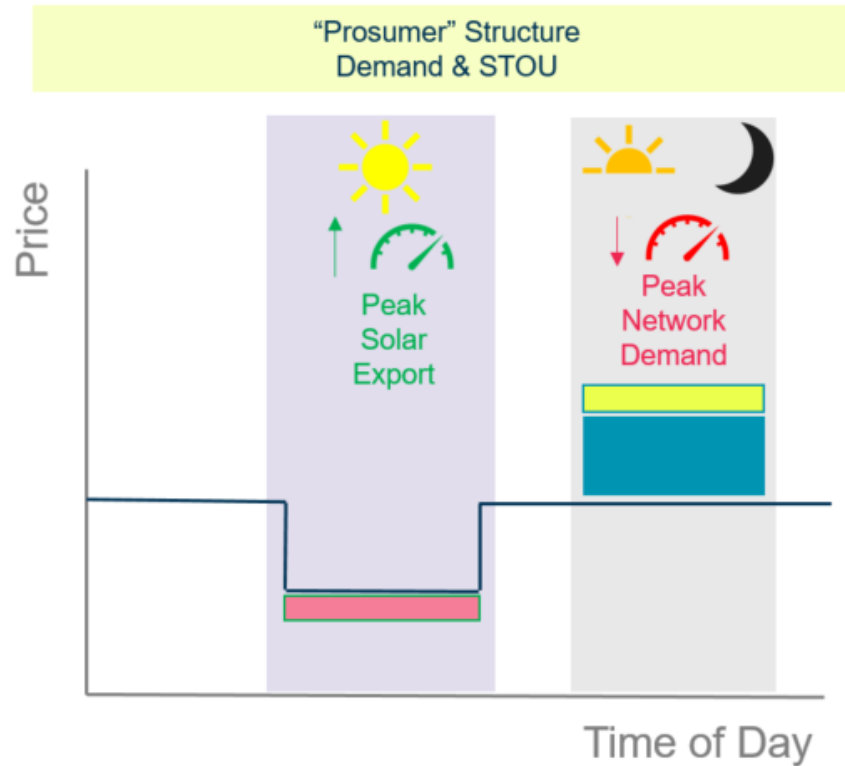 “Prosumer” Structure
Demand & STOU
Price
Peak
Solar
Export
Peak
Network
Demand
Time of Day